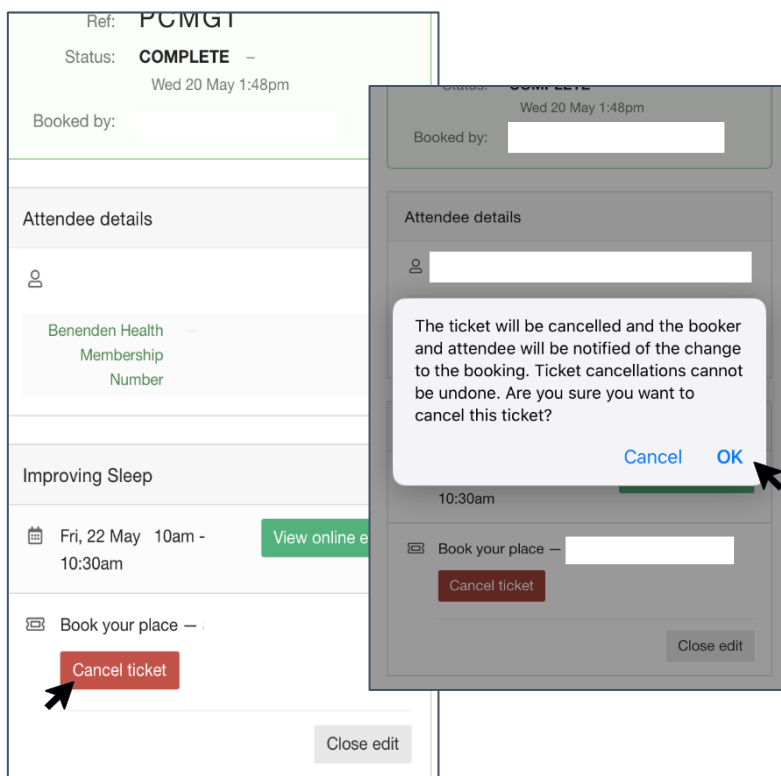 Ref: PCMGT
Status: COMPLETE –
Wed 20 May 1:48pm
Booked by:
Attendee details
Benenden Health –
Membership
Number
Improving Sleep
Fri, 22 May 10am -
10:30am
View online e
Book your place —
Cancel ticket
Close edit
Status: COMPLETE
Wed 20 May 1:48pm
Booked by:
Attendee details
The ticket will be cancelled and the booker
and attendee will be notified of the change
to the booking. Ticket cancellations cannot
be undone. Are you sure you want to
cancel this ticket?
Cancel OK
10:30am
Book your place —
Cancel ticket
Close edit